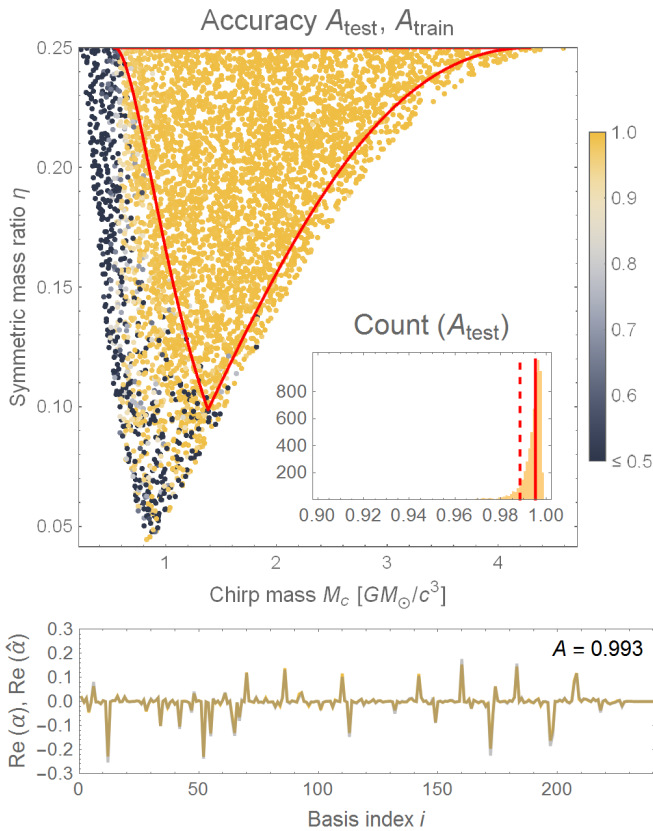 Accuracy A_test, A_train
0.25
0.20
0.15
0.10
0.05
Symmetric mass ratio η
1 2 3 4
Chirp mass M_c [GM_⊙/c^3]
1.0
0.9
0.8
0.7
0.6
≤ 0.5
Count (A_test)
800
600
400
200
0.90 0.92 0.94 0.96 0.98 1.00
A = 0.993
0.3
0.2
0.1
0.0
−0.1
−0.2
−0.3
Re (α), Re (α̂)
0 50 100 150 200
Basis index i